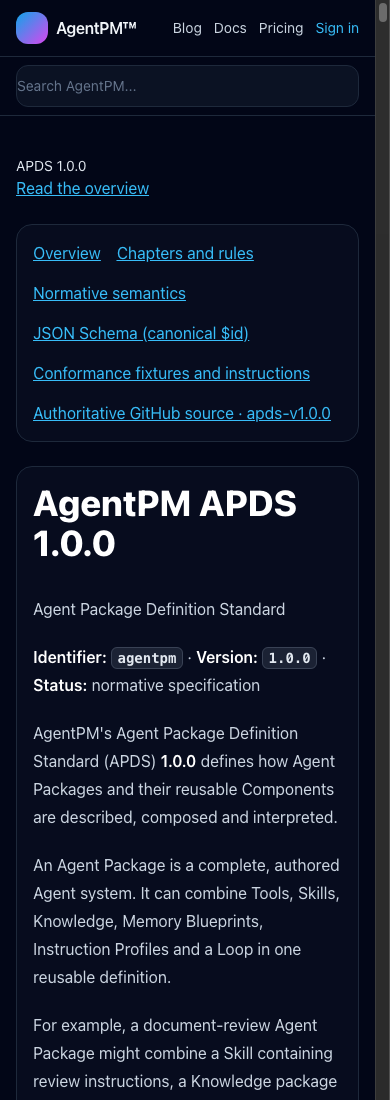 AgentPM™ Blog Docs Pricing Sign in
Search AgentPM...
APDS 1.0.0
Read the overview
Overview Chapters and rules
Normative semantics
JSON Schema (canonical $id)
Conformance fixtures and instructions
Authoritative GitHub source · apds-v1.0.0
AgentPM APDS
1.0.0
Agent Package Definition Standard
Identifier: agentpm · Version: 1.0.0 ·
Status: normative specification
AgentPM's Agent Package Definition
Standard (APDS) 1.0.0 defines how Agent
Packages and their reusable Components
are described, composed and interpreted.
An Agent Package is a complete, authored
Agent system. It can combine Tools, Skills,
Knowledge, Memory Blueprints,
Instruction Profiles and a Loop in one
reusable definition.
For example, a document-review Agent
Package might combine a Skill containing
review instructions, a Knowledge package